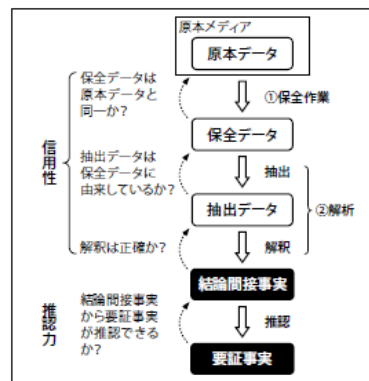 原本メディア
原本データ
保全データは
原本データと
同一か？
①保全作業
保全データ
信用性
抽出データは
保全データに
由来しているか？
抽出
抽出データ
②解析
解釈は正確か？
解釈
結論間接事実
推認力
結論間接事実
から要証事実
が推認できる
か？
推認
要証事実